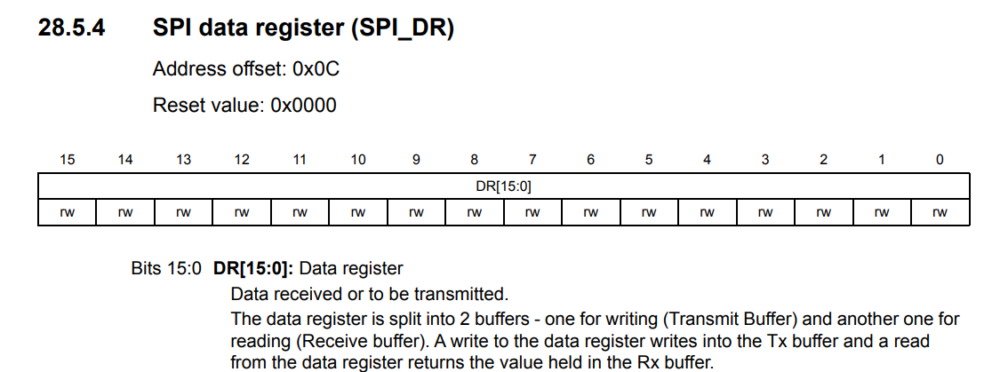 28.5.4 SPI data register (SPI_DR)
Address offset: 0x0C
Reset value: 0x0000
15 14 13 12 11 10 9 8 7 6 5 4 3 2 1 0
DR[15:0]
rw rw rw rw rw rw rw rw rw rw rw rw rw rw rw rw
Bits 15:0 DR[15:0]: Data register
Data received or to be transmitted.
The data register is split into 2 buffers - one for writing (Transmit Buffer) and another one for
reading (Receive buffer). A write to the data register writes into the Tx buffer and a read
from the data register returns the value held in the Rx buffer.